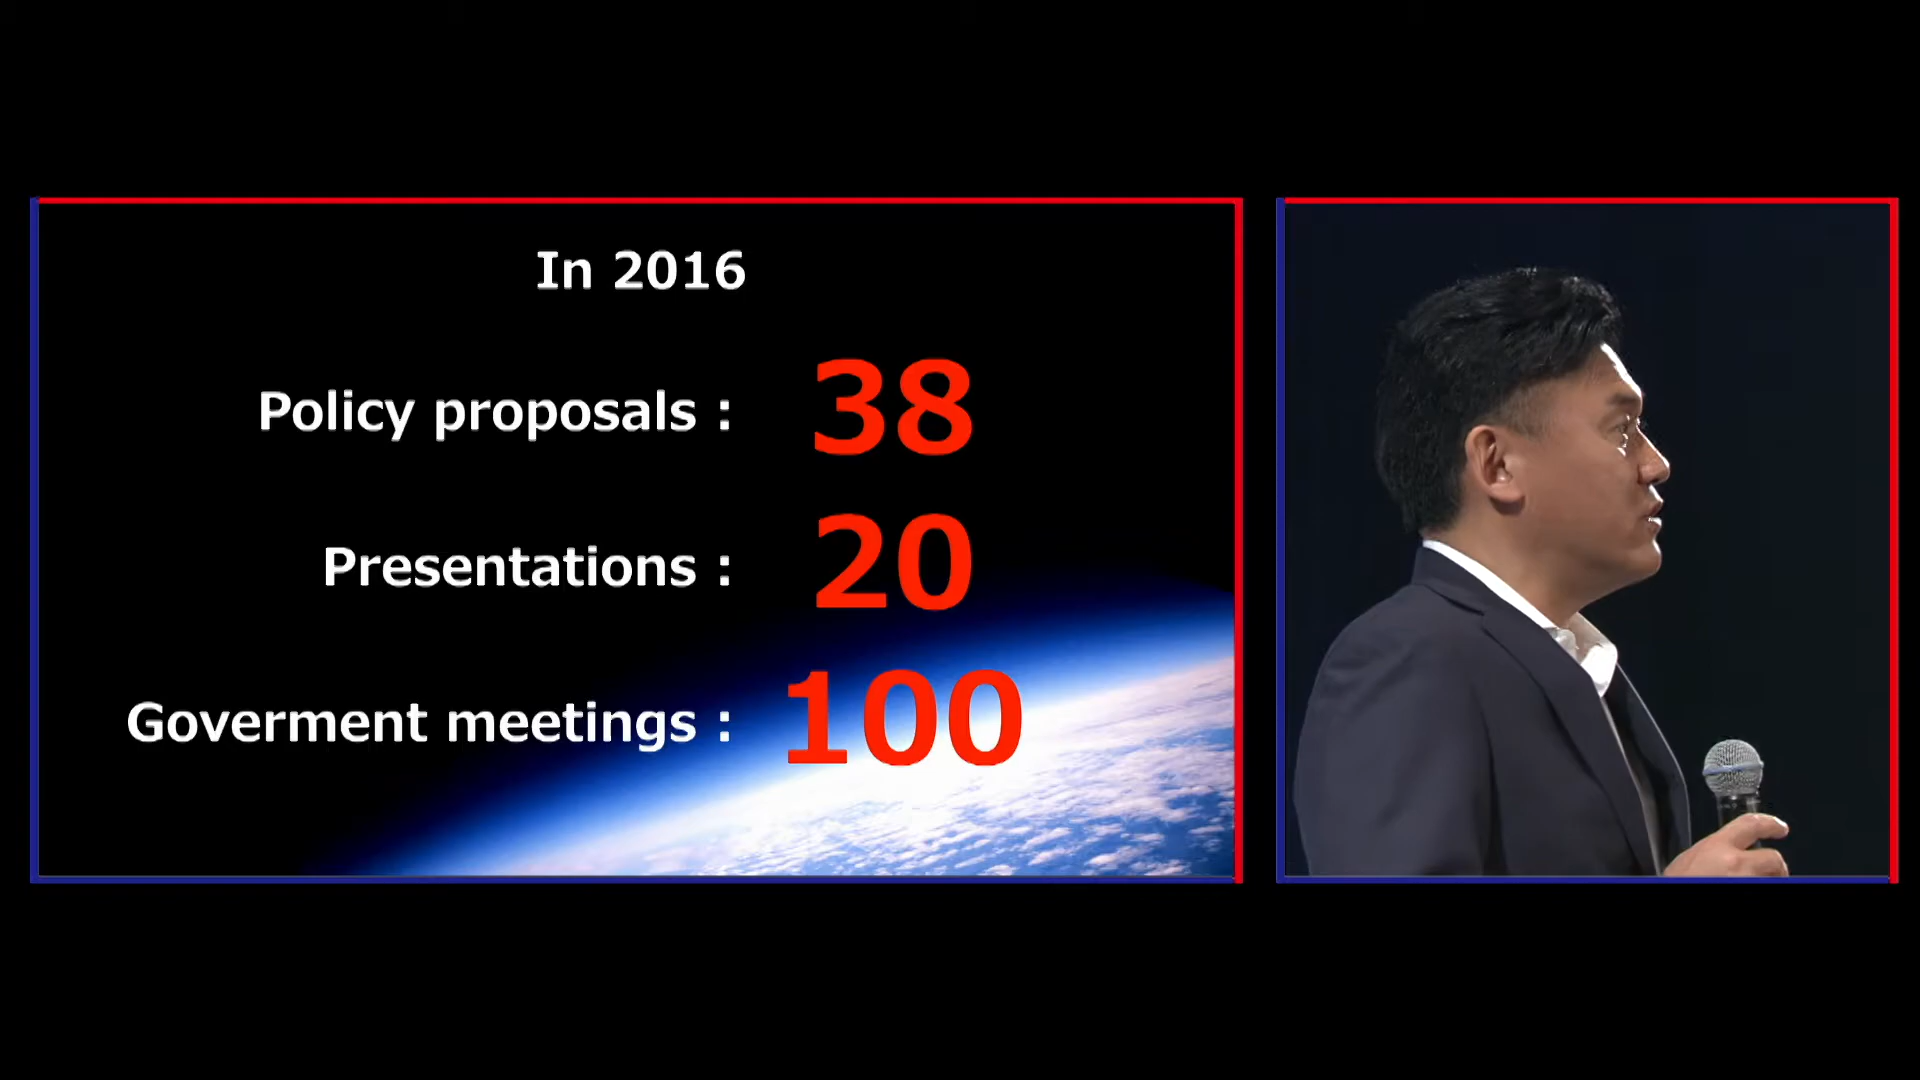 In 2016
Policy proposals : 38
Presentations : 20
Goverment meetings : 100